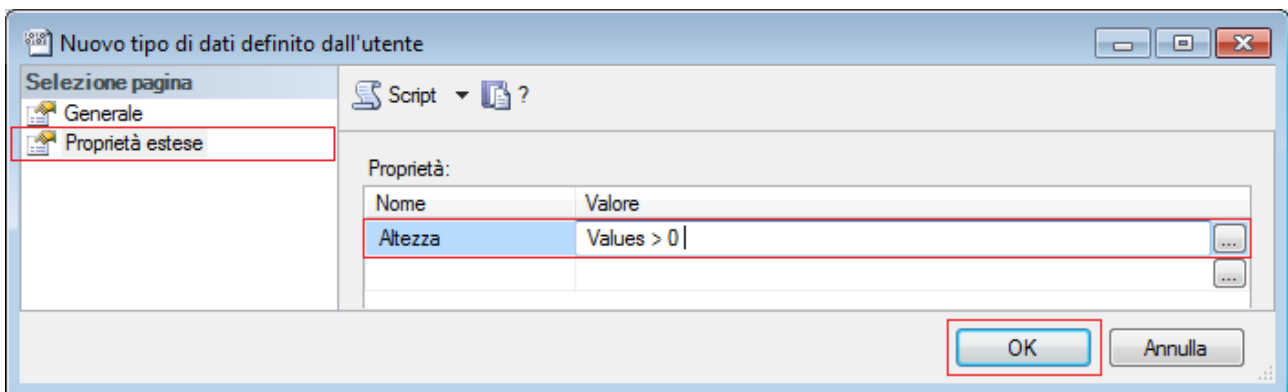 Nuovo tipo di dati definito dall'utente
Selezione pagina
Generale
Proprietà estese
Script ?
Proprietà:
Nome Valore
Altezza Values > 0 ...
...
OK Annulla